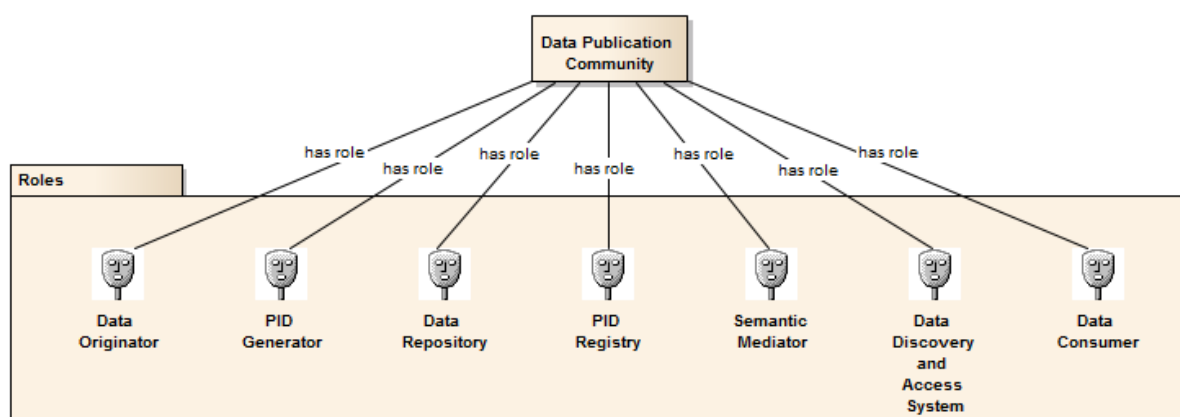 Data Publication
Community
has role
has role
has role
has role
has role
has role
has role
Roles
Data
Originator
PID
Generator
Data
Repository
PID
Registry
Semantic
Mediator
Data
Discovery
and
Access
System
Data
Consumer